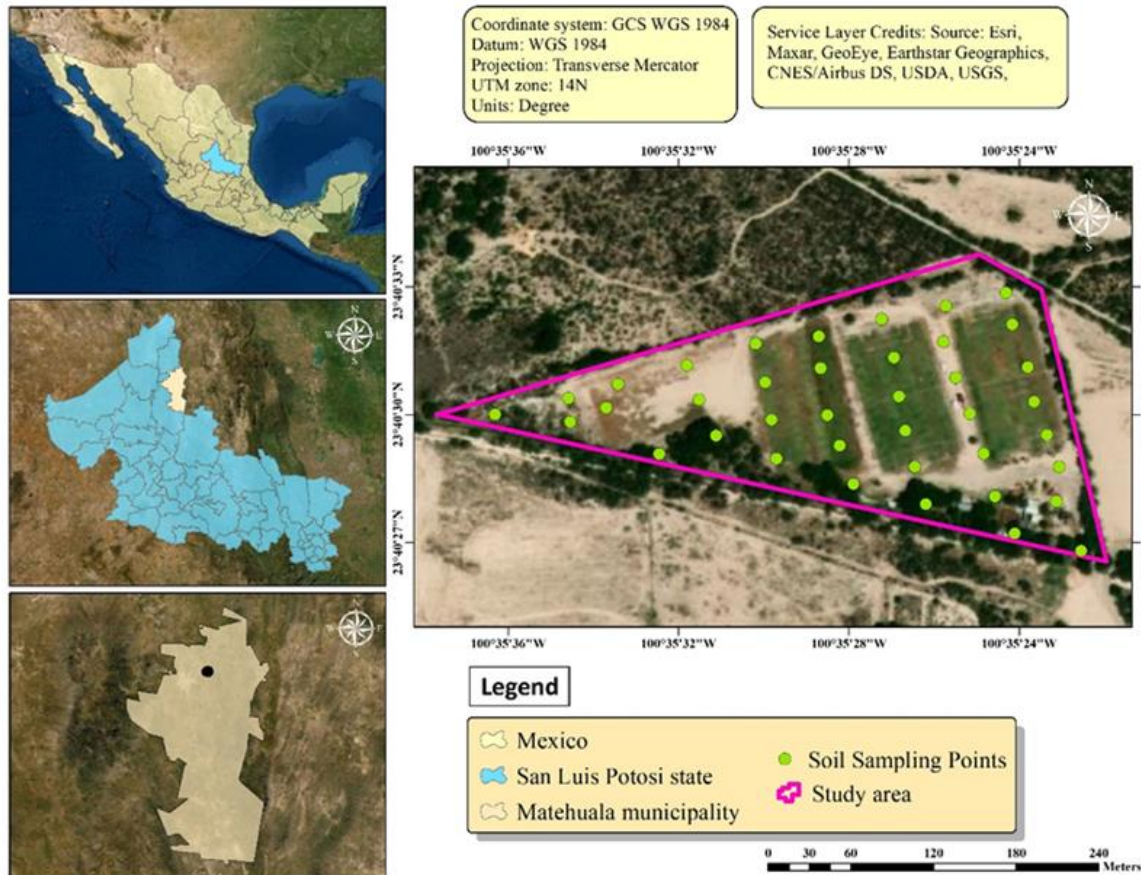 Coordinate system: GCS WGS 1984
Datum: WGS 1984
Projection: Transverse Mercator
UTM zone: 14N
Units: Degree
Service Layer Credits: Source: Esri,
Maxar, GeoEye, Earthstar Geographics,
CNES/Airbus DS, USDA, USGS,
100°35'36"W 100°35'32"W 100°35'28"W 100°35'24"W
N
W E
S
N
W E
S
N
W E
S
N
W E
S
23°40'33"N
23°40'30"N
23°40'27"N
100°35'36"W 100°35'32"W 100°35'28"W 100°35'24"W
Legend
Mexico
San Luis Potosi state
Matehuala municipality
Soil Sampling Points
Study area
0 30 60 120 180 240
Meters